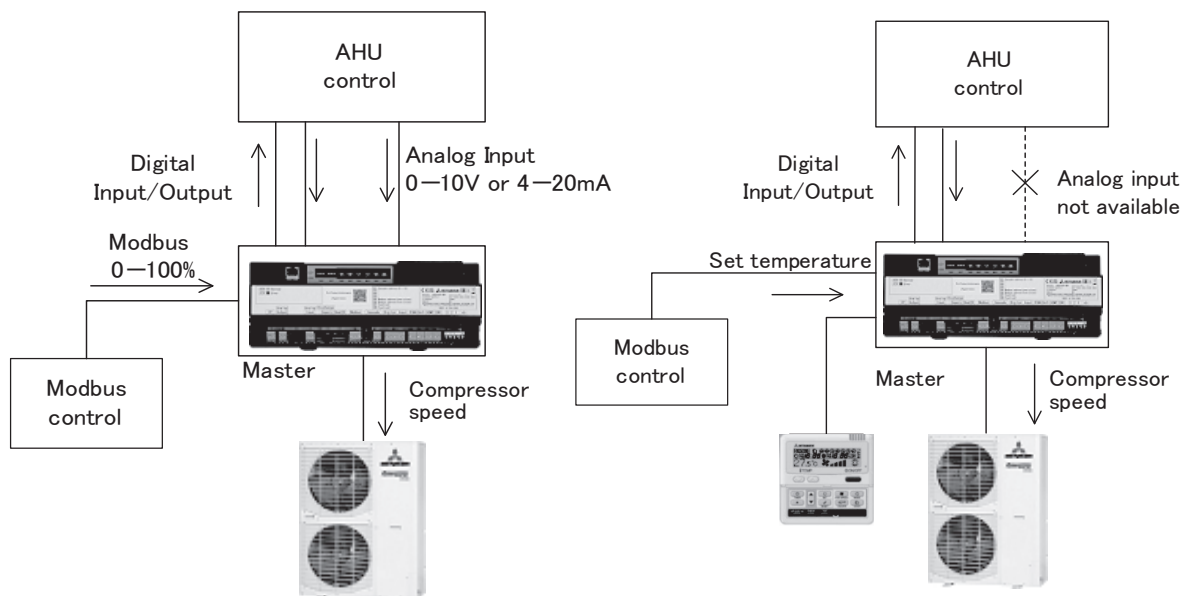 AHU
control
Digital
Input/Output
Analog Input
0－10V or 4－20mA
Modbus
0－100%
Master
Modbus
control
Compressor
speed
AHU
control
Digital
Input/Output
Analog input
not available
Set temperature
Modbus
control
Master
Compressor
speed